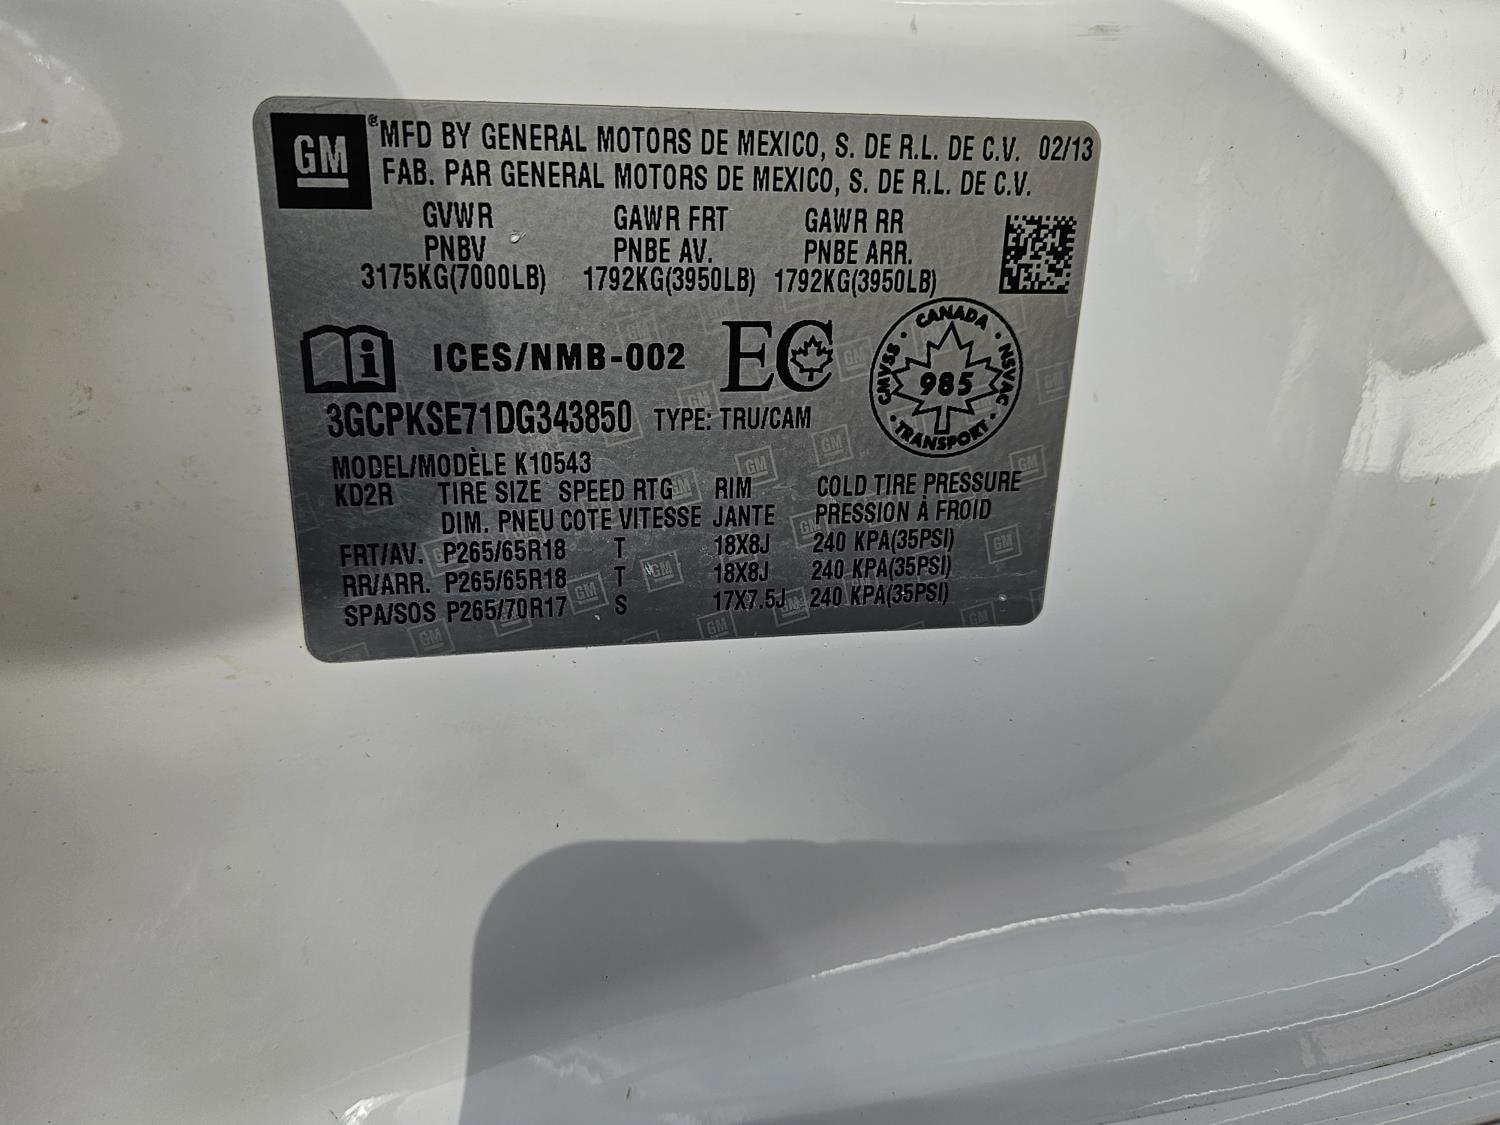 GM ® MFD BY GENERAL MOTORS DE MEXICO, S. DE R.L. DE C.V. 02/13
FAB. PAR GENERAL MOTORS DE MEXICO, S. DE R.L. DE C.V.
GVWR GAWR FRT GAWR RR
PNBV PNBE AV. PNBE ARR.
3175KG(7000LB) 1792KG(3950LB) 1792KG(3950LB)
i ICES/NMB-002 EC
CANADA
CMVSS 985 NSVAC
TRANSPORT
3GCPKSE71DG343850 TYPE: TRU/CAM
MODEL/MODÈLE K10543
KD2R TIRE SIZE SPEED RTG RIM COLD TIRE PRESSURE
DIM. PNEU COTE VITESSE JANTE PRESSION À FROID
FRT/AV. P265/65R18 T 18X8J 240 KPA(35PSI)
RR/ARR. P265/65R18 T 18X8J 240 KPA(35PSI)
SPA/SOS P265/70R17 S 17X7.5J 240 KPA(35PSI)